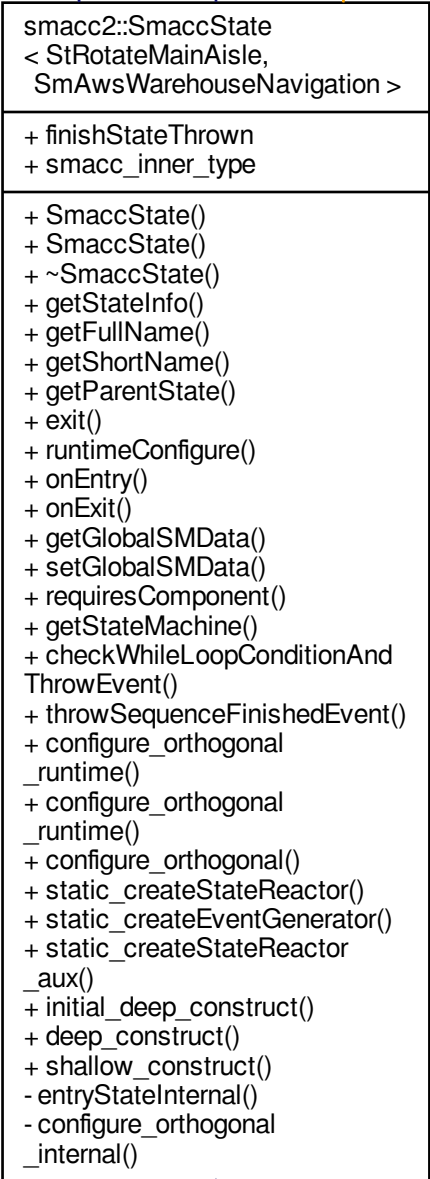 smacc2::SmaccState
< StRotateMainAisle,
SmAwsWarehouseNavigation >
+ finishStateThrown
+ smacc_inner_type
+ SmaccState()
+ SmaccState()
+ ~SmaccState()
+ getStateInfo()
+ getFullName()
+ getShortName()
+ getParentState()
+ exit()
+ runtimeConfigure()
+ onEntry()
+ onExit()
+ getGlobalSMData()
+ setGlobalSMData()
+ requiresComponent()
+ getStateMachine()
+ checkWhileLoopConditionAnd
ThrowEvent()
+ throwSequenceFinishedEvent()
+ configure_orthogonal
_runtime()
+ configure_orthogonal
_runtime()
+ configure_orthogonal()
+ static_createStateReactor()
+ static_createEventGenerator()
+ static_createStateReactor
_aux()
+ initial_deep_construct()
+ deep_construct()
+ shallow_construct()
- entryStateInternal()
- configure_orthogonal
_internal()